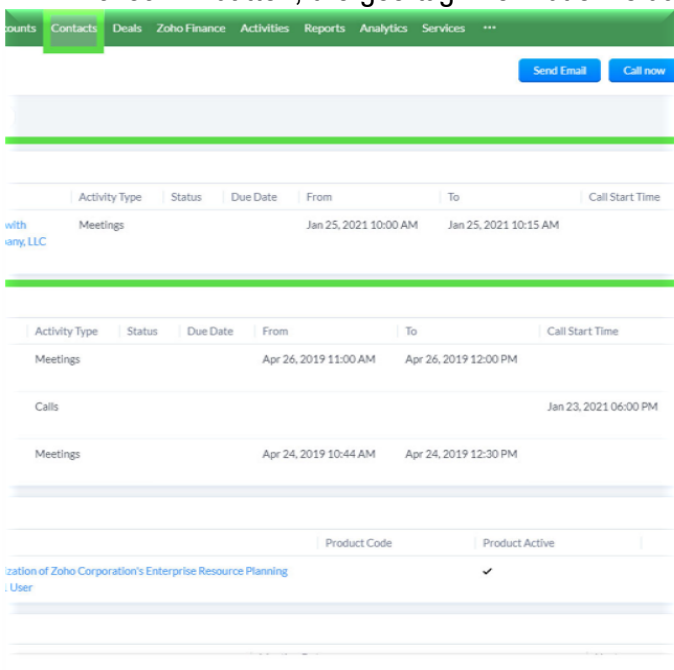 ounts Contacts Deals Zoho Finance Activities Reports Analytics Services ...
Send Email Call now
Activity Type Status Due Date From To Call Start Time
with Meetings Jan 25, 2021 10:00 AM Jan 25, 2021 10:15 AM
pany, LLC
Activity Type Status Due Date From To Call Start Time
Meetings Apr 26, 2019 11:00 AM Apr 26, 2019 12:00 PM
Calls Jan 23, 2021 06:00 PM
Meetings Apr 24, 2019 10:44 AM Apr 24, 2019 12:30 PM
Product Code Product Active
ization of Zoho Corporation's Enterprise Resource Planning ✓
User